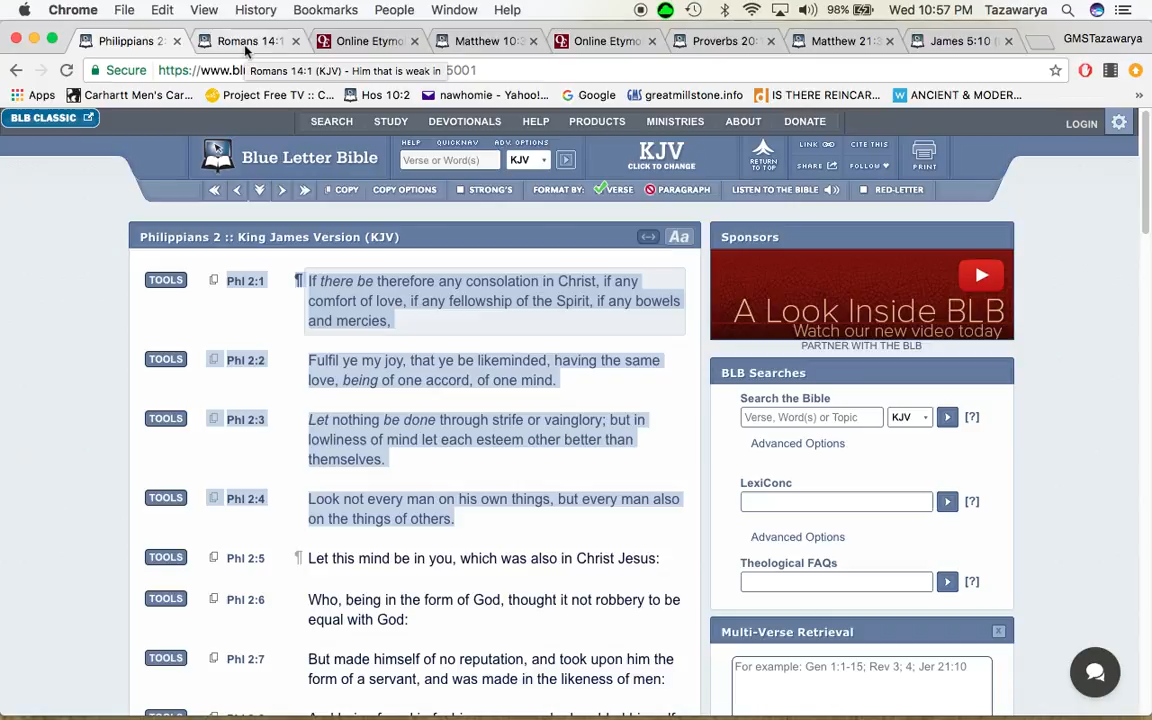 Chrome File Edit View History Bookmarks People Window Help 98% Wed 10:57 PM Tazawarya
Philippians 2: Romans 14:1 Online Etymo Matthew 10:3 Online Etymo Proverbs 20: Matthew 21:3 James 5:10 ( GMSTazawarya
Secure https://www.bl 5001
Romans 14:1 (KJV) - Him that is weak in
Apps Carhartt Men's Car... Project Free TV :: C... Hos 10:2 nawhomie - Yahoo!... Google greatmillstone.info IS THERE REINCAR... ANCIENT & MODER... »
BLB CLASSIC SEARCH STUDY DEVOTIONALS HELP PRODUCTS MINISTRIES ABOUT DONATE LOGIN
HELP QUICKNAV ADV. OPTIONS
Blue Letter Bible Verse or Word(s) KJV
KJV
CLICK TO CHANGE
RETURN TO TOP
LINK CITE THIS
SHARE FOLLOW
PRINT
COPY COPY OPTIONS STRONG'S FORMAT BY: VERSE PARAGRAPH LISTEN TO THE BIBLE RED-LETTER
Philippians 2 :: King James Version (KJV) Aa
TOOLS Phl 2:1 ¶ If there be therefore any consolation in Christ, if any
comfort of love, if any fellowship of the Spirit, if any bowels
and mercies,
TOOLS Phl 2:2 Fulfil ye my joy, that ye be likeminded, having the same
love, being of one accord, of one mind.
TOOLS Phl 2:3 Let nothing be done through strife or vainglory; but in
lowliness of mind let each esteem other better than
themselves.
TOOLS Phl 2:4 Look not every man on his own things, but every man also
on the things of others.
TOOLS Phl 2:5 ¶ Let this mind be in you, which was also in Christ Jesus:
TOOLS Phl 2:6 Who, being in the form of God, thought it not robbery to be
equal with God:
TOOLS Phl 2:7 But made himself of no reputation, and took upon him the
form of a servant, and was made in the likeness of men:
Sponsors
A Look Inside BLB
Watch our new video today
PARTNER WITH THE BLB
BLB Searches
Search the Bible
Verse, Word(s) or Topic KJV [?]
Advanced Options
LexiConc
[?]
Advanced Options
Theological FAQs
[?]
Multi-Verse Retrieval x
For example: Gen 1:1-15; Rev 3; 4; Jer 21:10